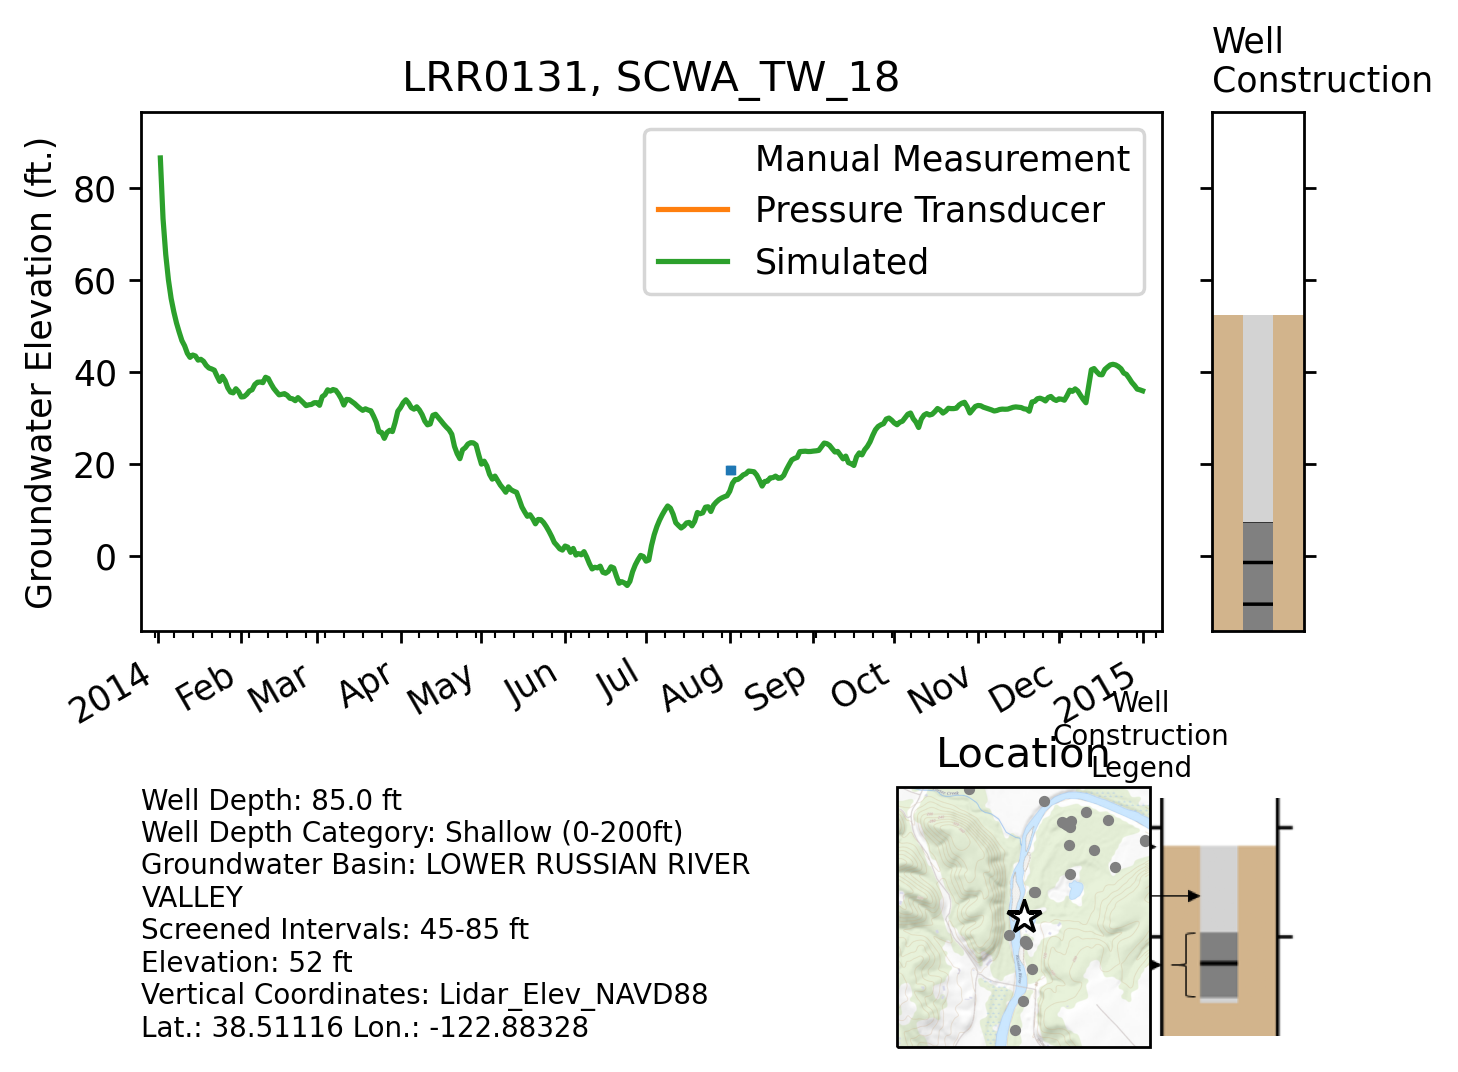 Well
Construction
LRR0131, SCWA_TW_18
Groundwater Elevation (ft.)
80
60
40
20
0
Manual Measurement
Pressure Transducer
Simulated
2014
Feb
Mar
Apr
May
Jun
Jul
Aug
Sep
Oct
Nov
Dec
2015
Well
Construction
Legend
Location
Well Depth: 85.0 ft
Well Depth Category: Shallow (0-200ft)
Groundwater Basin: LOWER RUSSIAN RIVER
VALLEY
Screened Intervals: 45-85 ft
Elevation: 52 ft
Vertical Coordinates: Lidar_Elev_NAVD88
Lat.: 38.51116 Lon.: -122.88328